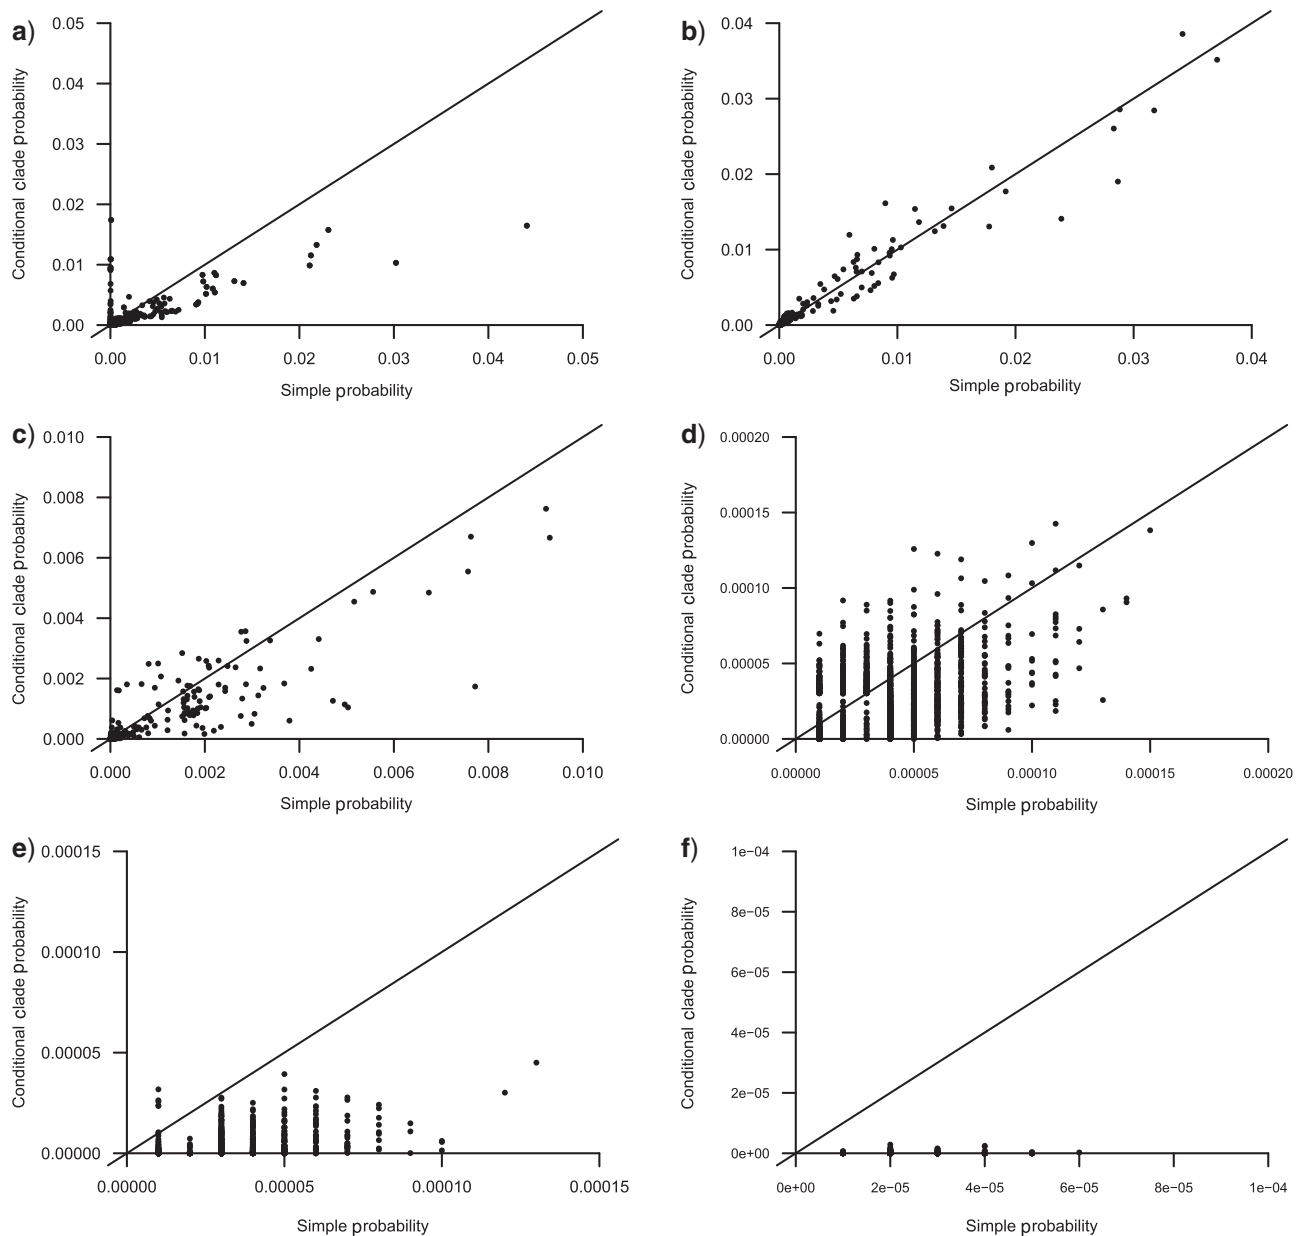 a)
0.05
0.04
0.03
0.02
0.01
0.00
Conditional clade probability
0.00 0.01 0.02 0.03 0.04 0.05
Simple probability
b)
0.04
0.03
0.02
0.01
0.00
Conditional clade probability
0.00 0.01 0.02 0.03 0.04
Simple probability
c)
0.010
0.008
0.006
0.004
0.002
0.000
Conditional clade probability
0.000 0.002 0.004 0.006 0.008 0.010
Simple probability
d)
0.00020
0.00015
0.00010
0.00005
0.00000
Conditional clade probability
0.00000 0.00005 0.00010 0.00015 0.00020
Simple probability
e)
0.00015
0.00010
0.00005
0.00000
Conditional clade probability
0.00000 0.00005 0.00010 0.00015
Simple probability
f)
1e−04
8e−05
6e−05
4e−05
2e−05
0e+00
Conditional clade probability
0e+00 2e−05 4e−05 6e−05 8e−05 1e−04
Simple probability